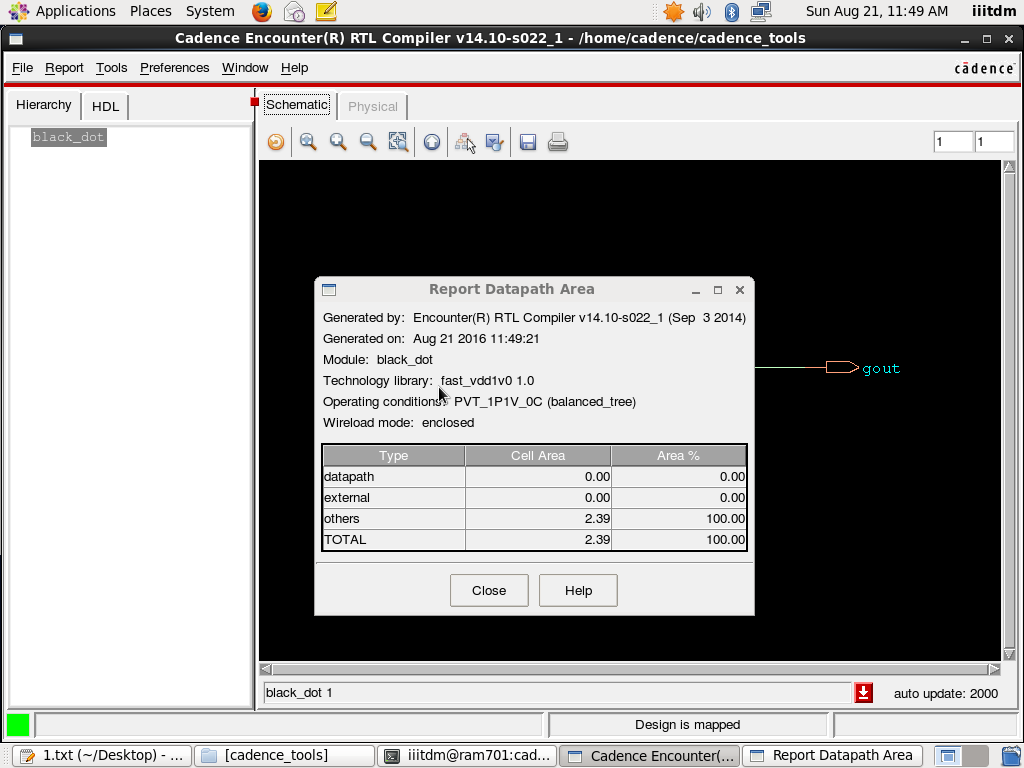 Applications Places System Sun Aug 21, 11:49 AM iiitdm
Cadence Encounter(R) RTL Compiler v14.10-s022_1 - /home/cadence/cadence_tools
File Report Tools Preferences Window Help cādence
Hierarchy HDL Schematic Physical
black_dot
1 1
Report Datapath Area
Generated by: Encounter(R) RTL Compiler v14.10-s022_1 (Sep 3 2014)
Generated on: Aug 21 2016 11:49:21
Module: black_dot
gout
Technology library: fast_vdd1v0 1.0
Operating conditions: PVT_1P1V_0C (balanced_tree)
Wireload mode: enclosed
Type Cell Area Area %
datapath 0.00 0.00
external 0.00 0.00
others 2.39 100.00
TOTAL 2.39 100.00
Close Help
black_dot 1 auto update: 2000
Design is mapped
1.txt (~/Desktop) - ... [cadence_tools] iiitdm@ram701:cad... Cadence Encounter(... Report Datapath Area